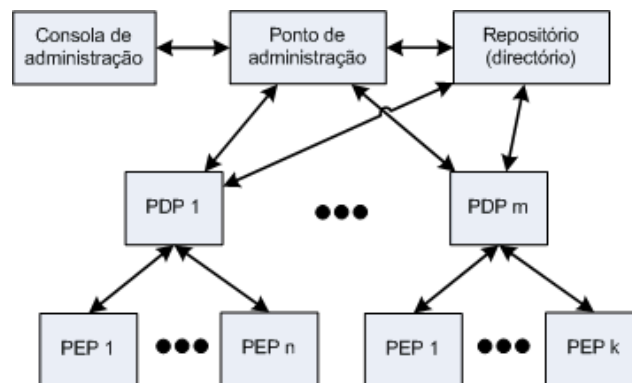 Consola de
administração
Ponto de
administração
Repositório
(directório)
PDP 1
PDP m
PEP 1
PEP n
PEP 1
PEP k